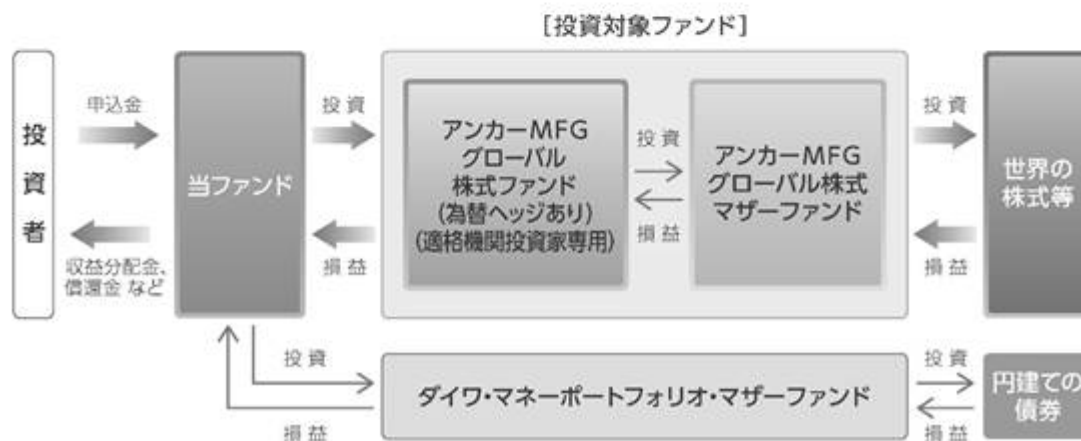 [投資対象ファンド]
投資者
申込金
収益分配金、
償還金 など
当ファンド
投 資
損 益
アンカーMFG
グローバル
株式ファンド
(為替ヘッジあり)
(適格機関投資家専用)
投 資
損 益
アンカーMFG
グローバル株式
マザーファンド
投 資
損 益
世界の
株式等
投 資
損 益
ダイワ・マネーポートフォリオ・マザーファンド
投 資
損 益
円建ての
債券